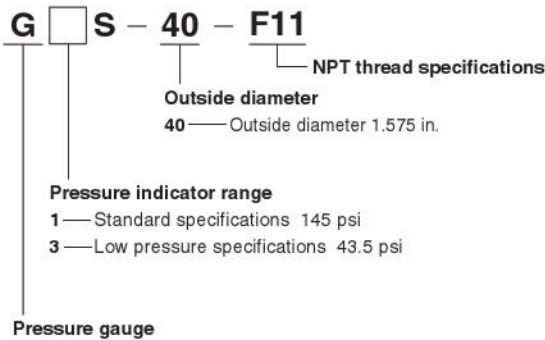 G □ S - 40 - F11
NPT thread specifications
Outside diameter
40 Outside diameter 1.575 in.
Pressure indicator range
1 Standard specifications 145 psi
3 Low pressure specifications 43.5 psi
Pressure gauge